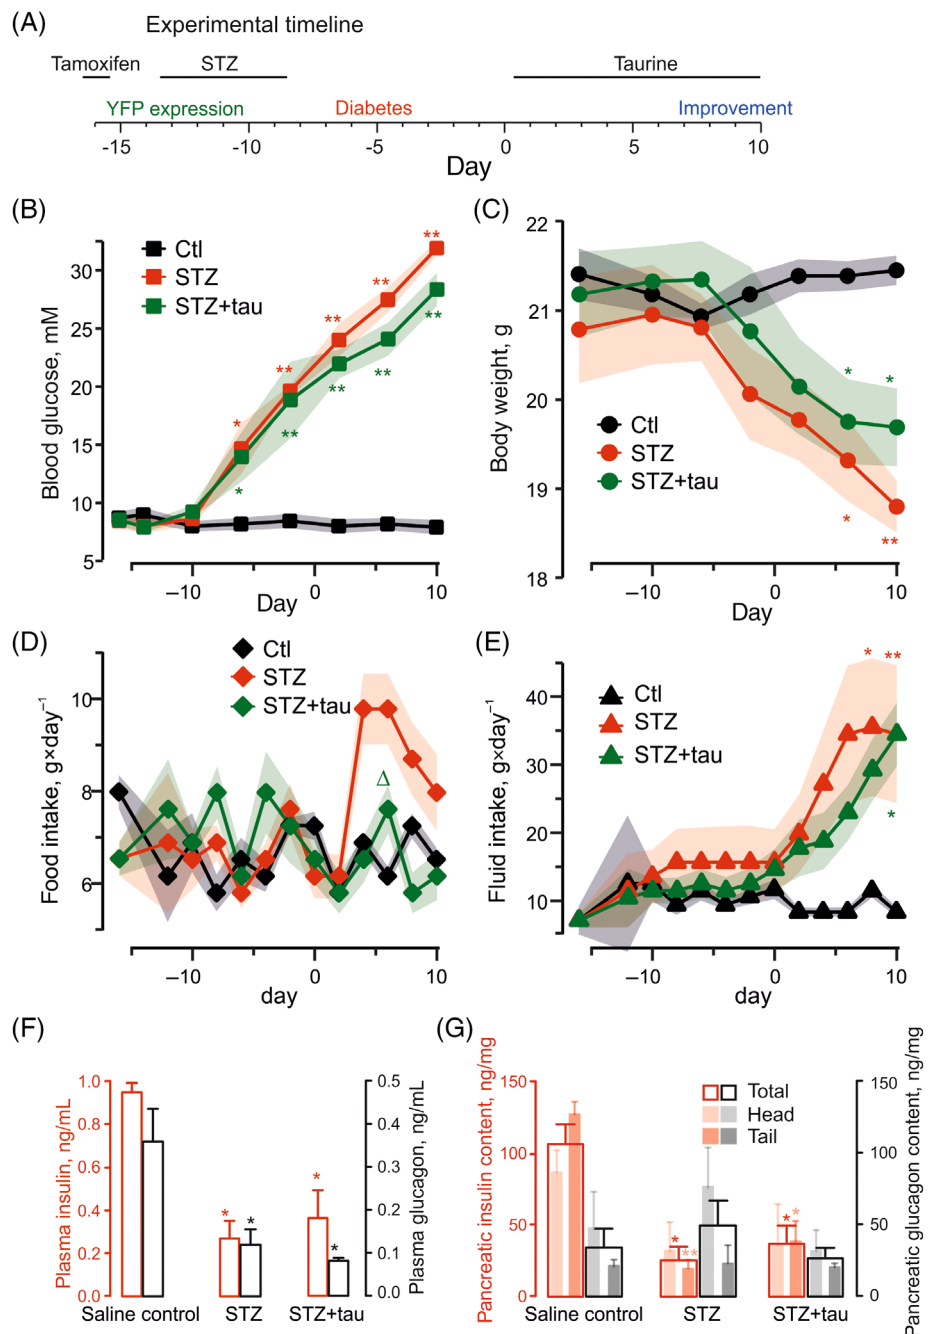 (A)
Experimental timeline
Tamoxifen STZ Taurine
YFP expression Diabetes Improvement
-15 -10 -5 0 5 10
Day
(B)
Ctl
STZ
STZ+tau
Blood glucose, mM
30
25
20
15
10
5
** ** ** ** *
* ** ** ** **
–10 0 10
Day
(C)
22
21
20
19
18
Body weight, g
Ctl
STZ
STZ+tau
* *
* **
–10 0 10
Day
(D)
Ctl
STZ
STZ+tau
Food intake, g×day⁻¹
10
8
6
Δ
–10 0 10
day
(E)
Ctl
STZ
STZ+tau
Fluid intake, g×day⁻¹
40
30
20
10
* **
*
–10 0 10
day
(F)
Plasma insulin, ng/mL
1.0
0.8
0.6
0.4
0.2
0.0
Plasma glucagon, ng/mL
0.5
0.4
0.3
0.2
0.1
0.0
* * * *
Saline control STZ STZ+tau
(G)
Pancreatic insulin content, ng/mg
150
100
50
0
Total
Head
Tail
Pancreatic glucagon content, ng/mg
150
100
50
0
* ** * *
Saline control STZ STZ+tau